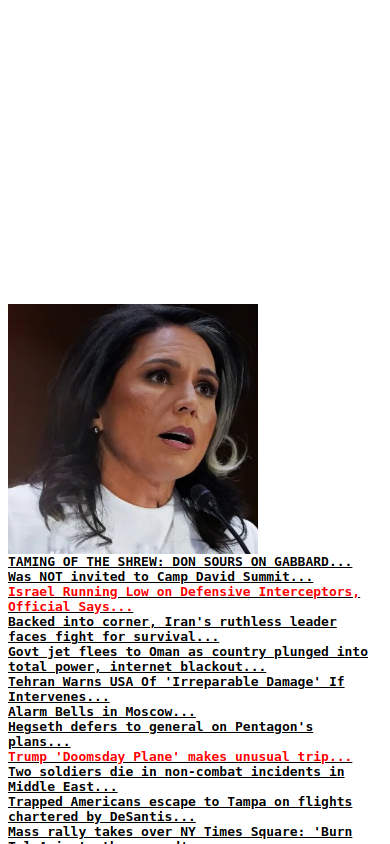 TAMING OF THE SHREW: DON SOURS ON GABBARD...
Was NOT invited to Camp David Summit...
Israel Running Low on Defensive Interceptors,
Official Says...
Backed into corner, Iran's ruthless leader
faces fight for survival...
Govt jet flees to Oman as country plunged into
total power, internet blackout...
Tehran Warns USA Of 'Irreparable Damage' If
Intervenes...
Alarm Bells in Moscow...
Hegseth defers to general on Pentagon's
plans...
Trump 'Doomsday Plane' makes unusual trip...
Two soldiers die in non-combat incidents in
Middle East...
Trapped Americans escape to Tampa on flights
chartered by DeSantis...
Mass rally takes over NY Times Square: 'Burn